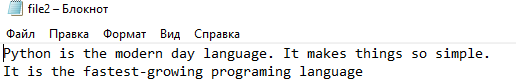 file2 – Блокнот
Файл Правка Формат Вид Справка
Python is the modern day language. It makes things so simple.
It is the fastest-growing programing language